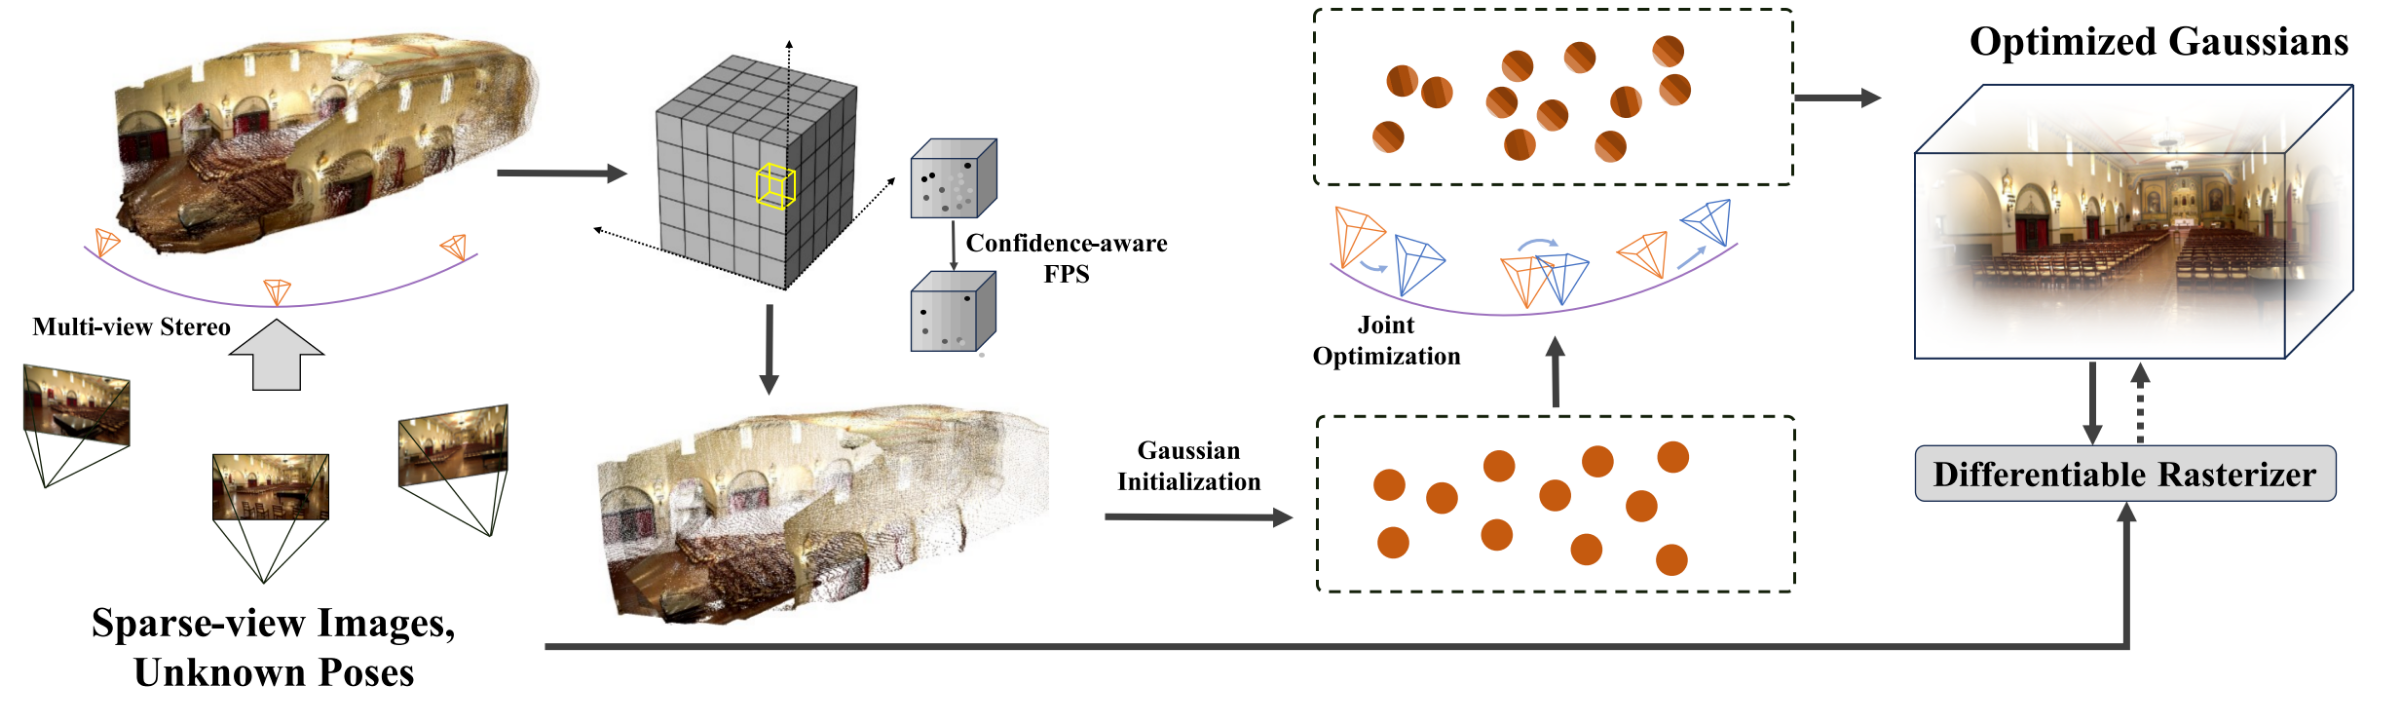 Multi-view Stereo
Sparse-view Images,
Unknown Poses
Confidence-aware
FPS
Gaussian
Initialization
Joint
Optimization
Optimized Gaussians
Differentiable Rasterizer